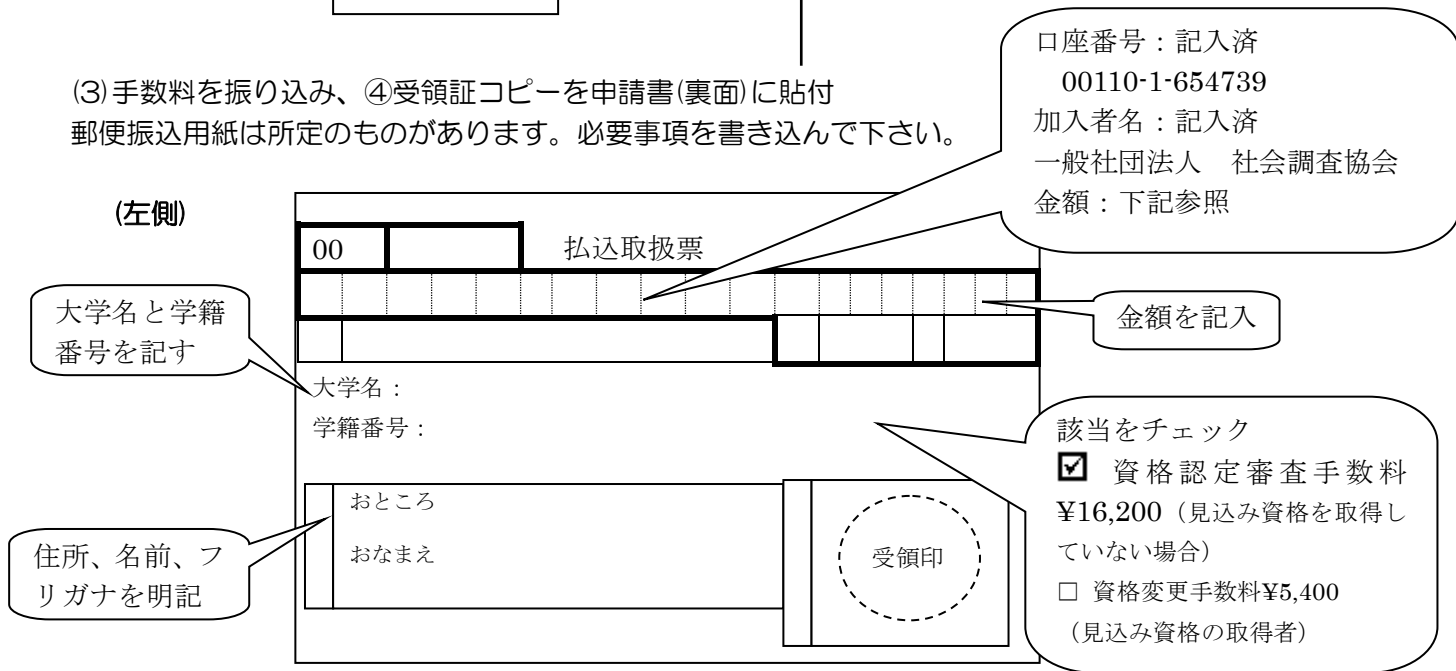 口座番号：記入済
00110-1-654739
加入者名：記入済
一般社団法人　社会調査協会
金額：下記参照
(3)手数料を振り込み、④受領証コピーを申請書(裏面)に貼付
郵便振込用紙は所定のものがあります。必要事項を書き込んで下さい。
(左側)
00
払込取扱票
大学名と学籍
番号を記す
金額を記入
大学名：
学籍番号：
該当をチェック
☑ 資格認定審査手数料
¥16,200（見込み資格を取得し
ていない場合）
□ 資格変更手数料¥5,400
（見込み資格の取得者）
おところ
おなまえ
受領印
住所、名前、フ
リガナを明記